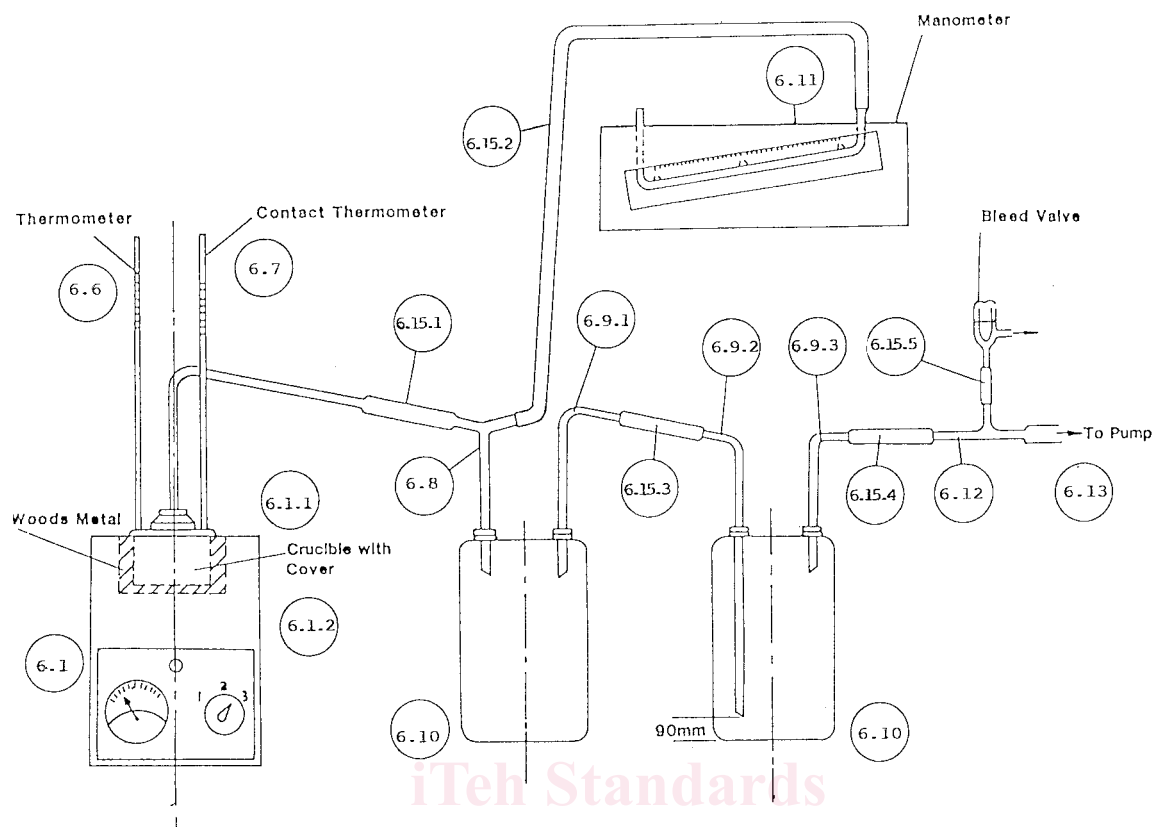 Manometer
6.11
6.15.2
Bleed Valve
Thermometer
Contact Thermometer
6.6
6.7
6.15.1
6.9.1
6.9.2
6.9.3
6.15.5
To Pump
6.8
6.15.3
6.15.4
6.12
6.13
6.1.1
Woods Metal
Crucible with
Cover
6.1.2
6.1
1 2 3
6.10
90mm
6.10
iTeh Standards